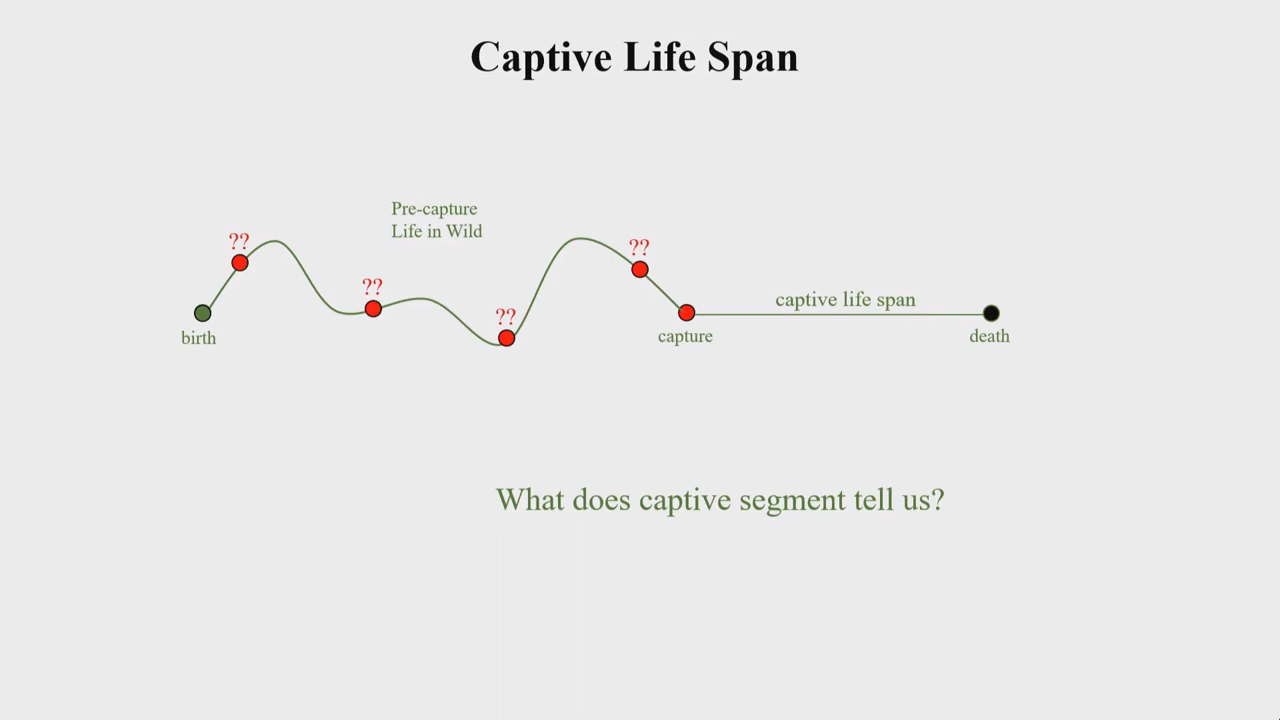 Captive Life Span
Pre-capture
Life in Wild
??
??
??
??
captive life span
birth
capture
death
What does captive segment tell us?